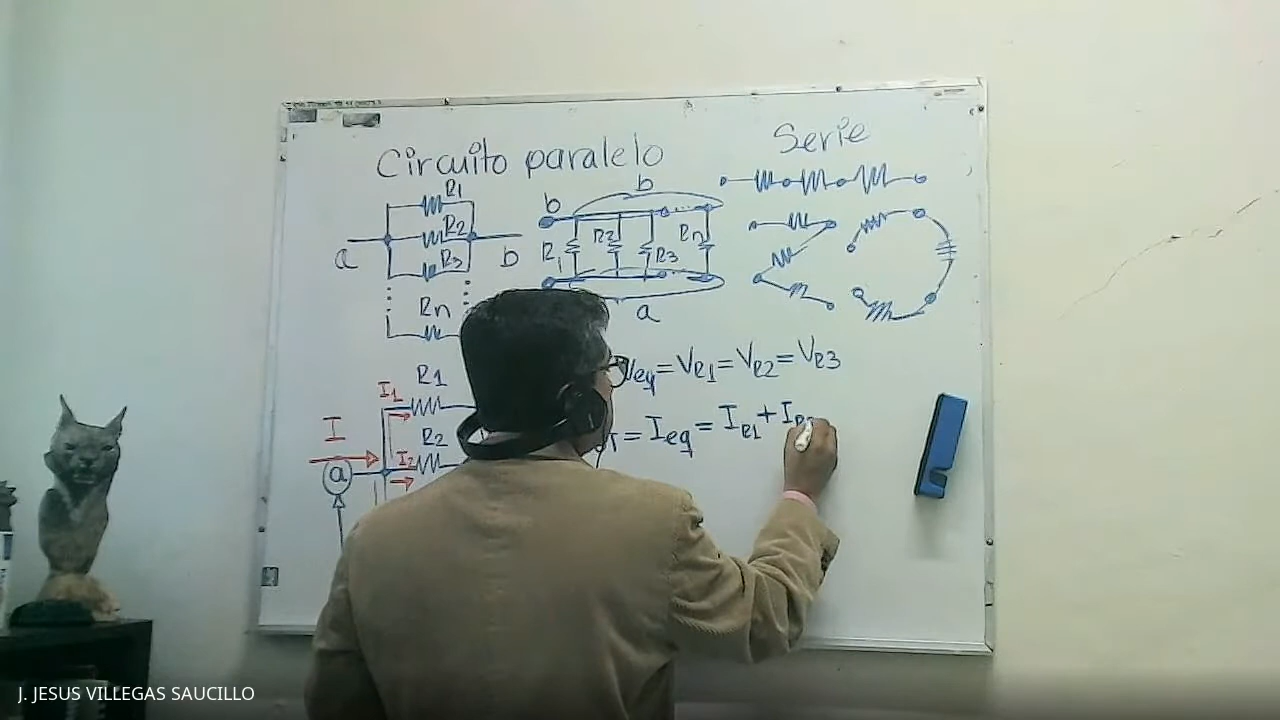 Circuito paralelo
Serie
R1
R2
R3
Rn
a
b
b
b
R1
R2
R3
Rn
a
Veq = VR1 = VR2 = VR3
= Ieq = IR1 + IR2
I
I1
R1
I2
R2
a
J. JESUS VILLEGAS SAUCILLO